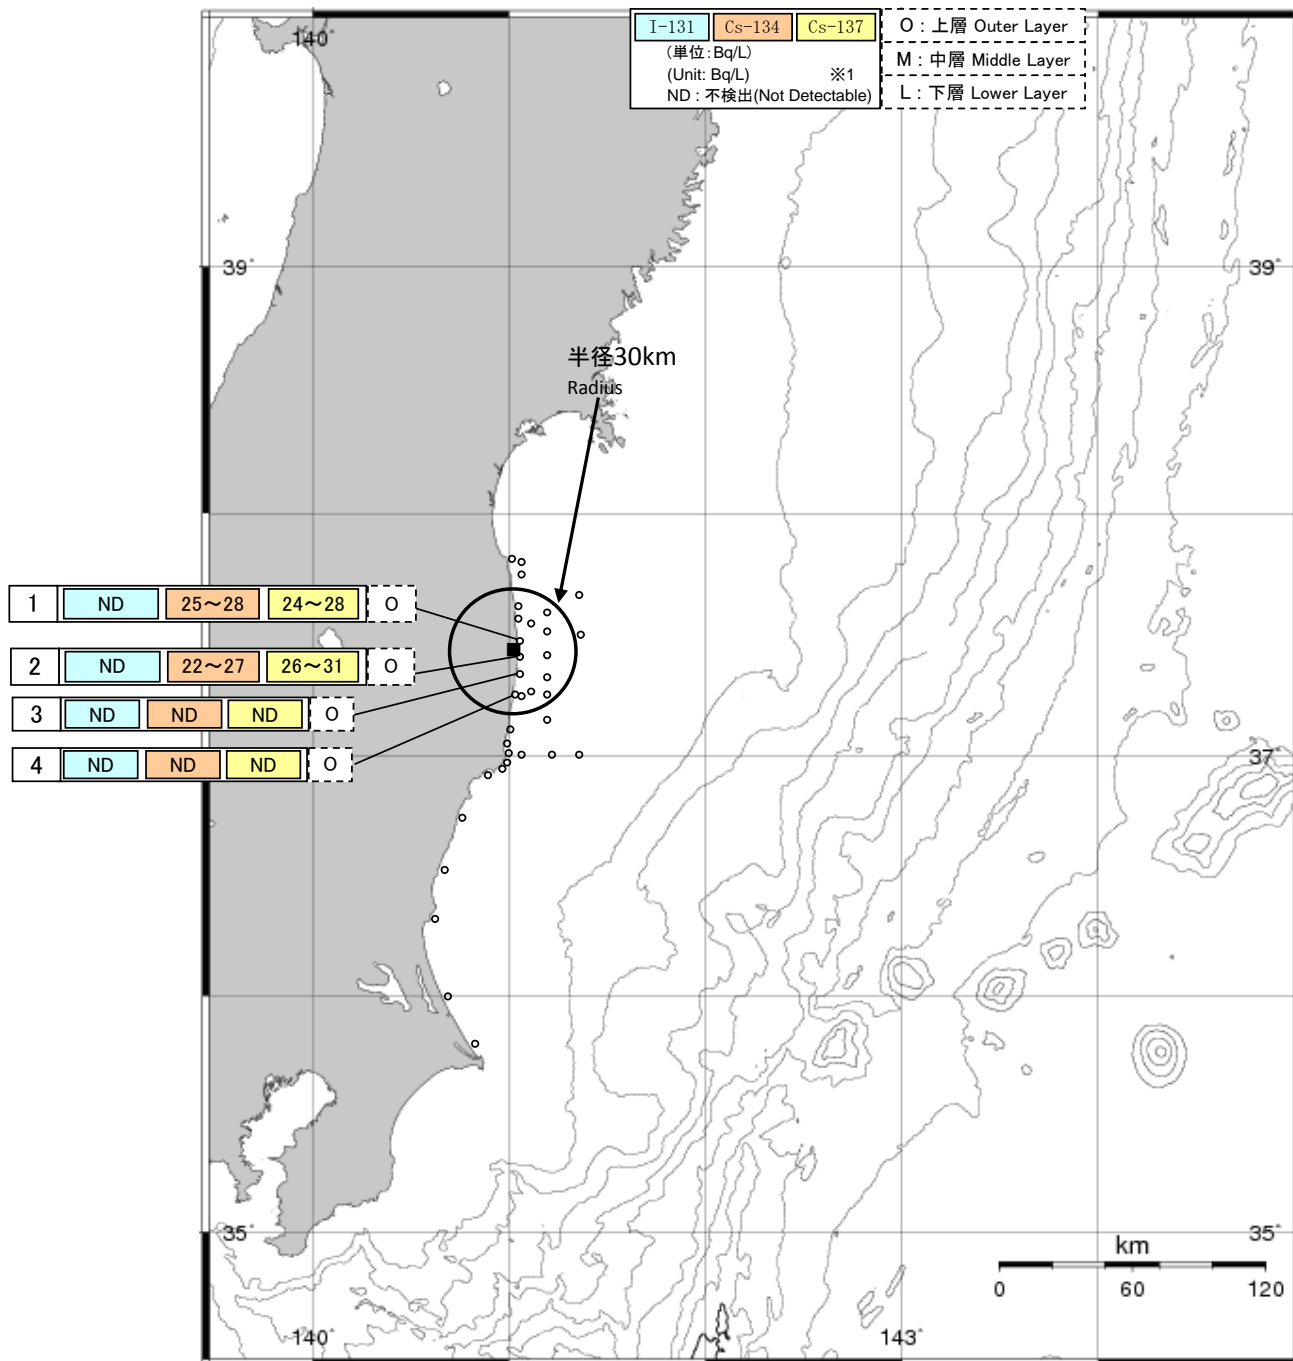 140°
I-131 Cs-134 Cs-137
(単位:Bq/L)
(Unit: Bq/L) ※1
ND : 不検出(Not Detectable)
O : 上層 Outer Layer
M : 中層 Middle Layer
L : 下層 Lower Layer
39° 39°
半径30km
Radius
1 ND 25～28 24～28 O
2 ND 22～27 26～31 O
3 ND ND ND O
4 ND ND ND O
37°
35° 35°
km
0 60 120
140° 143°